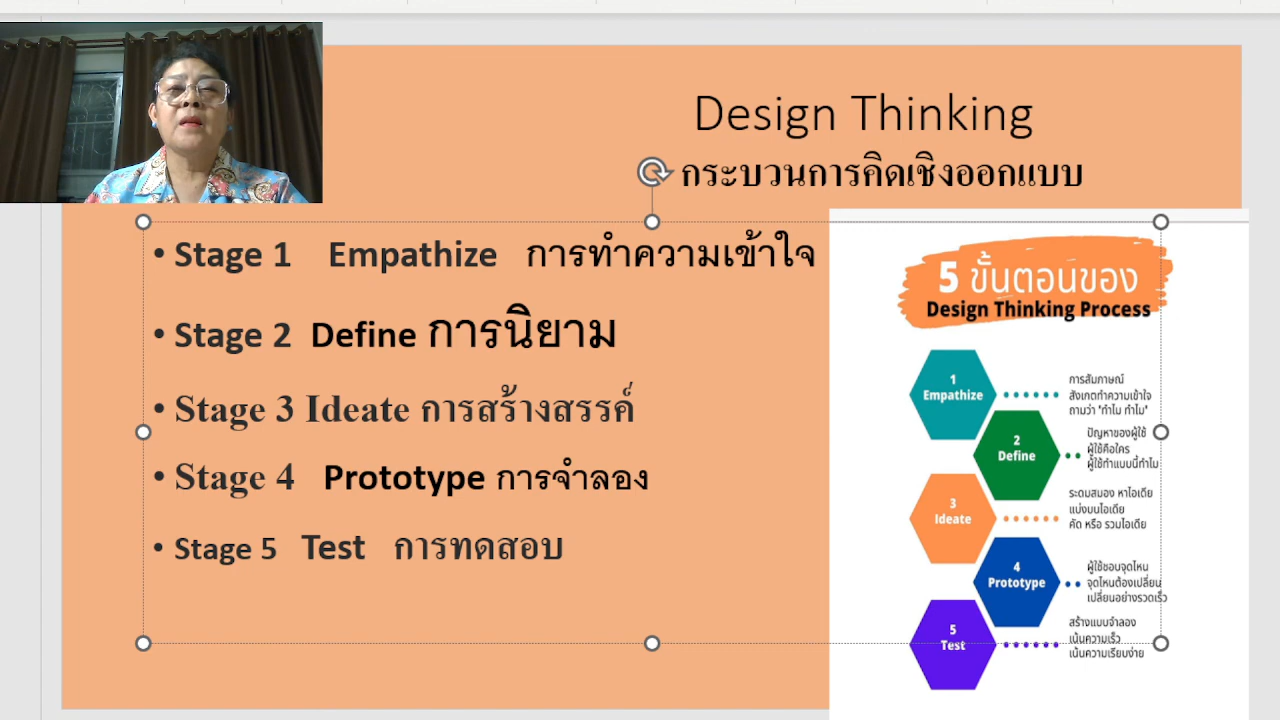 Design Thinking
กระบวนการคิดเชิงออกแบบ
• Stage 1 Empathize การทำความเข้าใจ
• Stage 2 Define การนิยาม
• Stage 3 Ideate การสร้างสรรค์
• Stage 4 Prototype การจำลอง
• Stage 5 Test การทดสอบ
5 ขั้นตอนของ
Design Thinking Process
1
Empathize
การสัมภาษณ์
สังเกตทำความเข้าใจ
ถามว่า "ทำไม ทำไม"
2
Define
ปัญหาของผู้ใช้
ผู้ใช้คือใคร
ผู้ใช้ทำแบบนี้ทำไม
3
Ideate
ระดมสมอง หาไอเดีย
แบ่งบนไอเดีย
คัด หรือ รวมไอเดีย
4
Prototype
ผู้ใช้ชอบจุดไหน
จุดไหนต้องเปลี่ยน
เปลี่ยนอย่างรวดเร็ว
5
Test
สร้างแบบจำลอง
เน้นความเร็ว
เน้นความเรียบง่าย